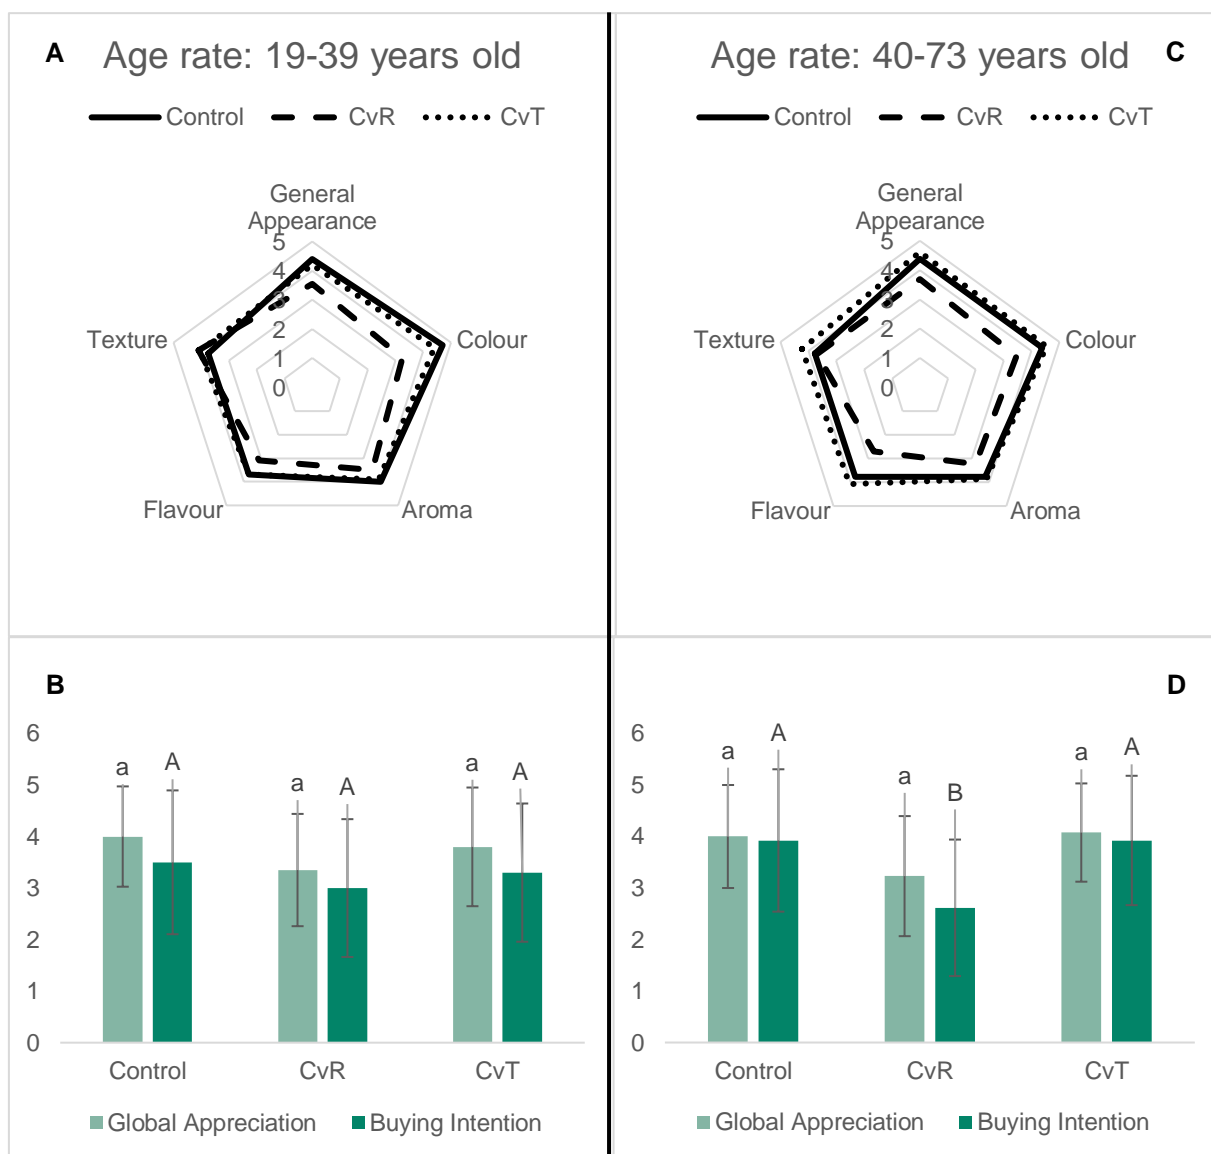 A
Age rate: 19-39 years old
Control CvR CvT
General
Appearance
5
4
3
2
1
0
Texture
Colour
Flavour
Aroma
Age rate: 40-73 years old
C
Control CvR CvT
General
Appearance
5
4
3
2
1
0
Texture
Colour
Flavour
Aroma
B
6
5
4
3
2
1
0
a A a A a A
Control CvR CvT
Global Appreciation Buying Intention
D
6
5
4
3
2
1
0
a A a B a A
Control CvR CvT
Global Appreciation Buying Intention